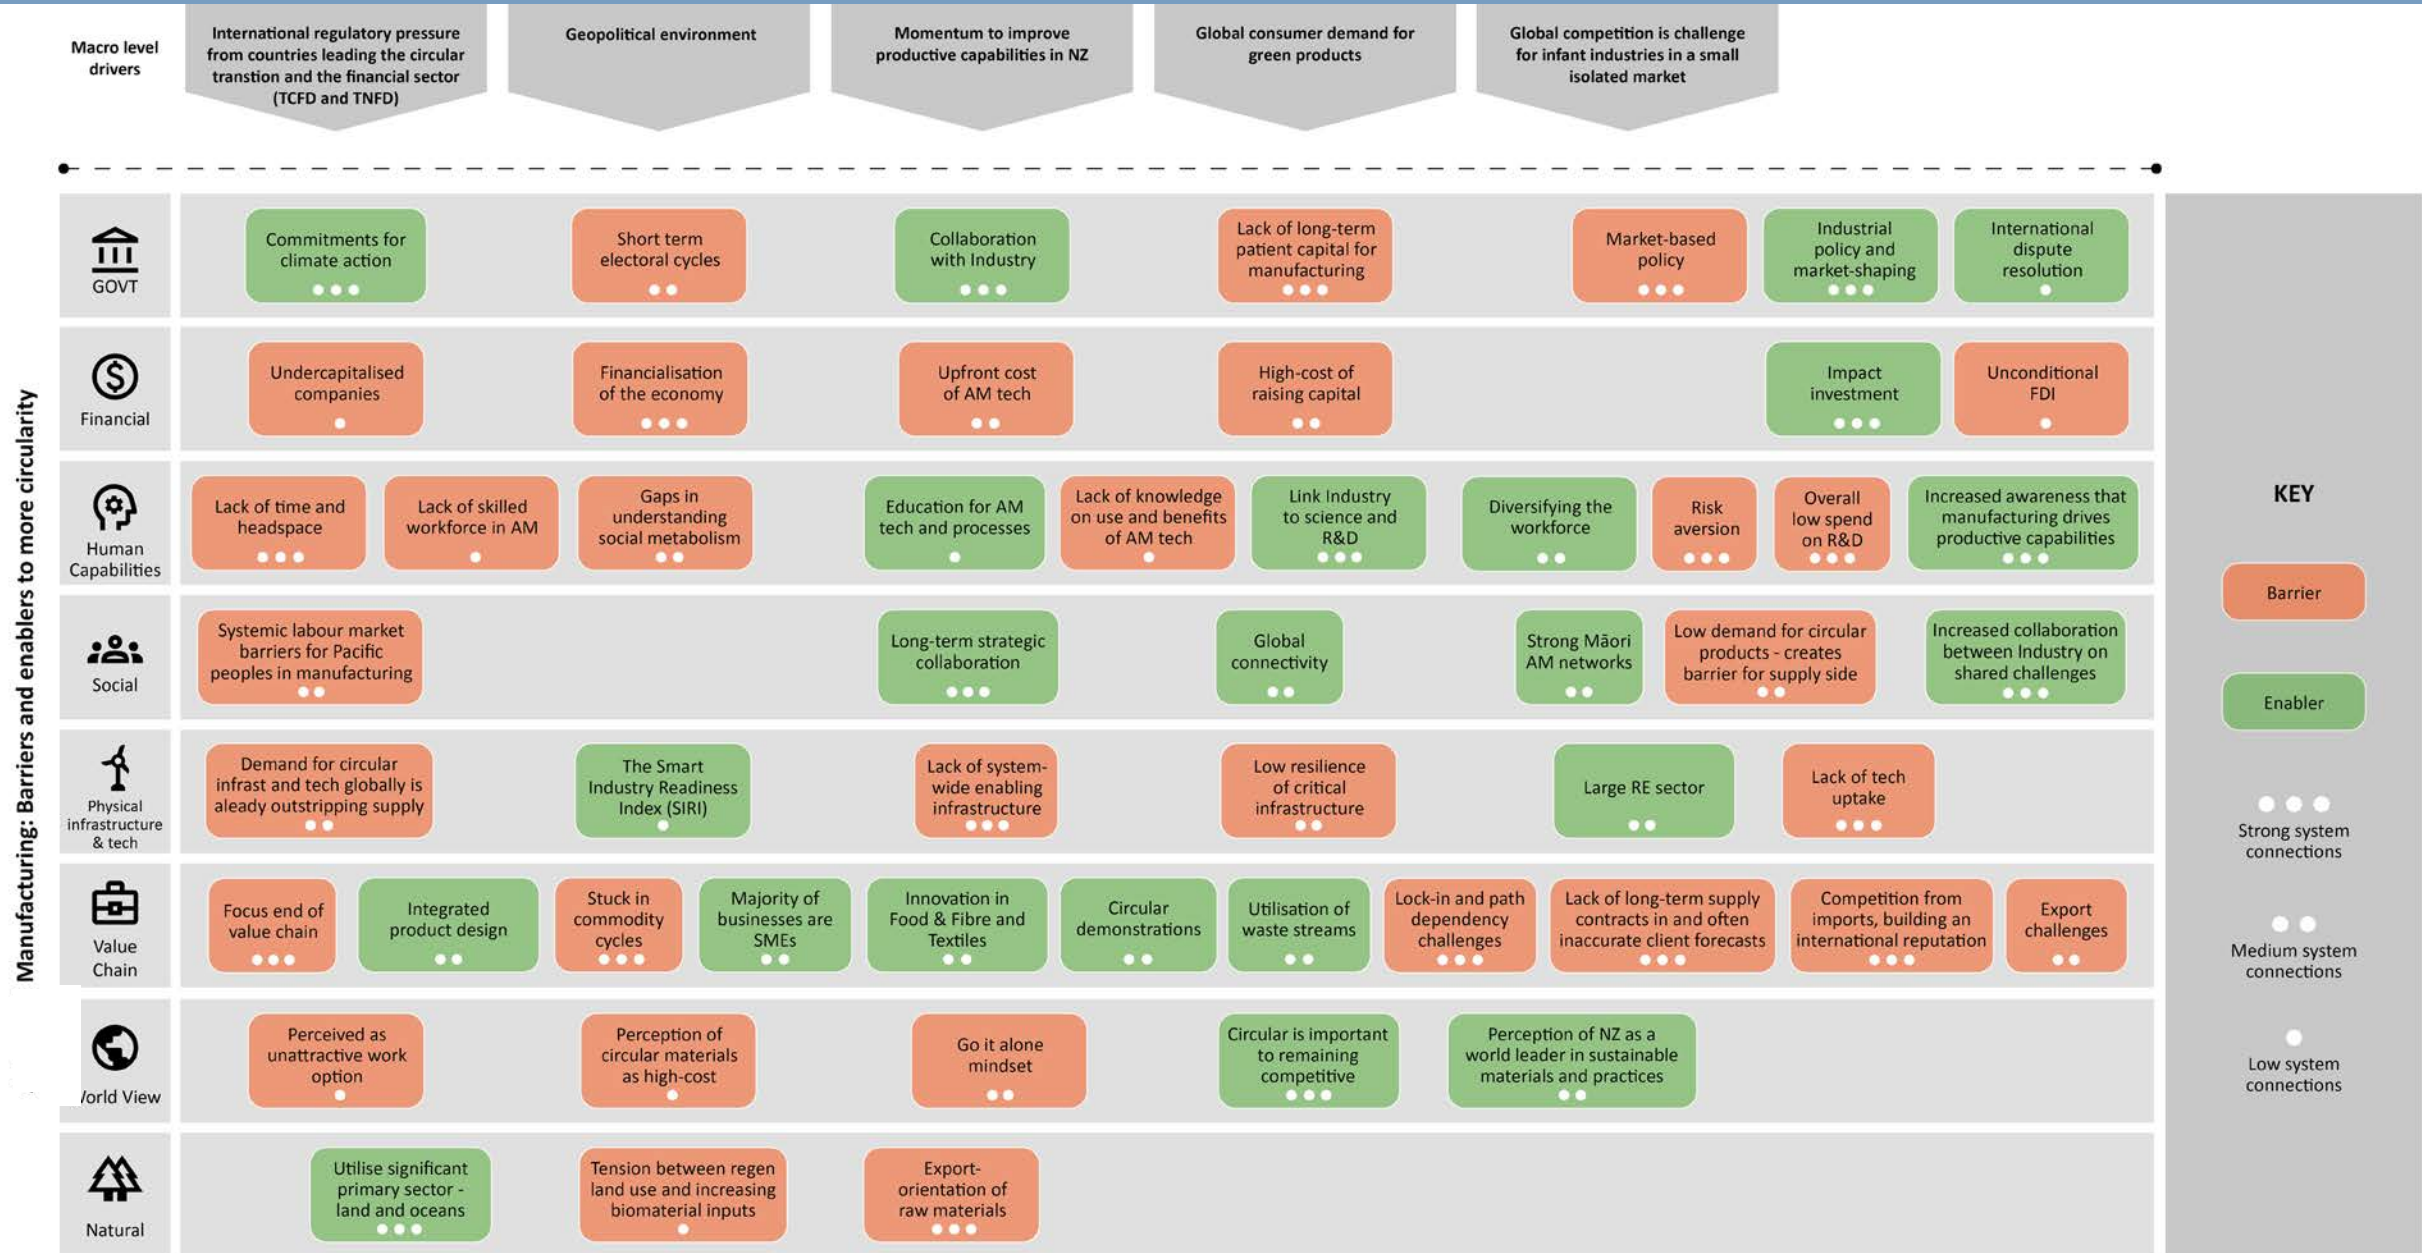 Macro level
drivers
International regulatory pressure
from countries leading the circular
transtion and the financial sector
(TCFD and TNFD)
Geopolitical environment
Momentum to improve
productive capabilities in NZ
Global consumer demand for
green products
Global competition is challenge
for infant industries in a small
isolated market
Manufacturing: Barriers and enablers to more circularity
GOVT
Commitments for
climate action
Short term
electoral cycles
Collaboration
with Industry
Lack of long-term
patient capital for
manufacturing
Market-based
policy
Industrial
policy and
market-shaping
International
dispute
resolution
Financial
Undercapitalised
companies
Financialisation
of the economy
Upfront cost
of AM tech
High-cost of
raising capital
Impact
investment
Unconditional
FDI
Human
Capabilities
Lack of time and
headspace
Lack of skilled
workforce in AM
Gaps in
understanding
social metabolism
Education for AM
tech and processes
Lack of knowledge
on use and benefits
of AM tech
Link Industry
to science and
R&D
Diversifying the
workforce
Risk
aversion
Overall
low spend
on R&D
Increased awareness that
manufacturing drives
productive capabilities
Social
Systemic labour market
barriers for Pacific
peoples in manufacturing
Long-term strategic
collaboration
Global
connectivity
Strong Māori
AM networks
Low demand for circular
products - creates
barrier for supply side
Increased collaboration
between Industry on
shared challenges
Physical
infrastructure
& tech
Demand for circular
infrast and tech globally is
aleady outstripping supply
The Smart
Industry Readiness
Index (SIRI)
Lack of system-
wide enabling
infrastructure
Low resilience
of critical
infrastructure
Large RE sector
Lack of tech
uptake
Value
Chain
Focus end of
value chain
Integrated
product design
Stuck in
commodity
cycles
Majority of
businesses are
SMEs
Innovation in
Food & Fibre and
Textiles
Circular
demonstrations
Utilisation of
waste streams
Lock-in and path
dependency
challenges
Lack of long-term supply
contracts in and often
inaccurate client forecasts
Competition from
imports, building an
international reputation
Export
challenges
World View
Perceived as
unattractive work
option
Perception of
circular materials
as high-cost
Go it alone
mindset
Circular is important
to remaining
competitive
Perception of NZ as a
world leader in sustainable
materials and practices
Natural
Utilise significant
primary sector -
land and oceans
Tension between regen
land use and increasing
biomaterial inputs
Export-
orientation of
raw materials
KEY
Barrier
Enabler
Strong system
connections
Medium system
connections
Low system
connections